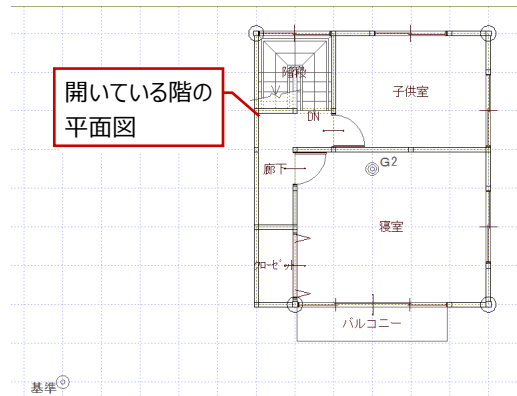 開いている階の
平面図
階段
子供室
DN
廊下
G2
寝室
クローゼット
バルコニー
基準